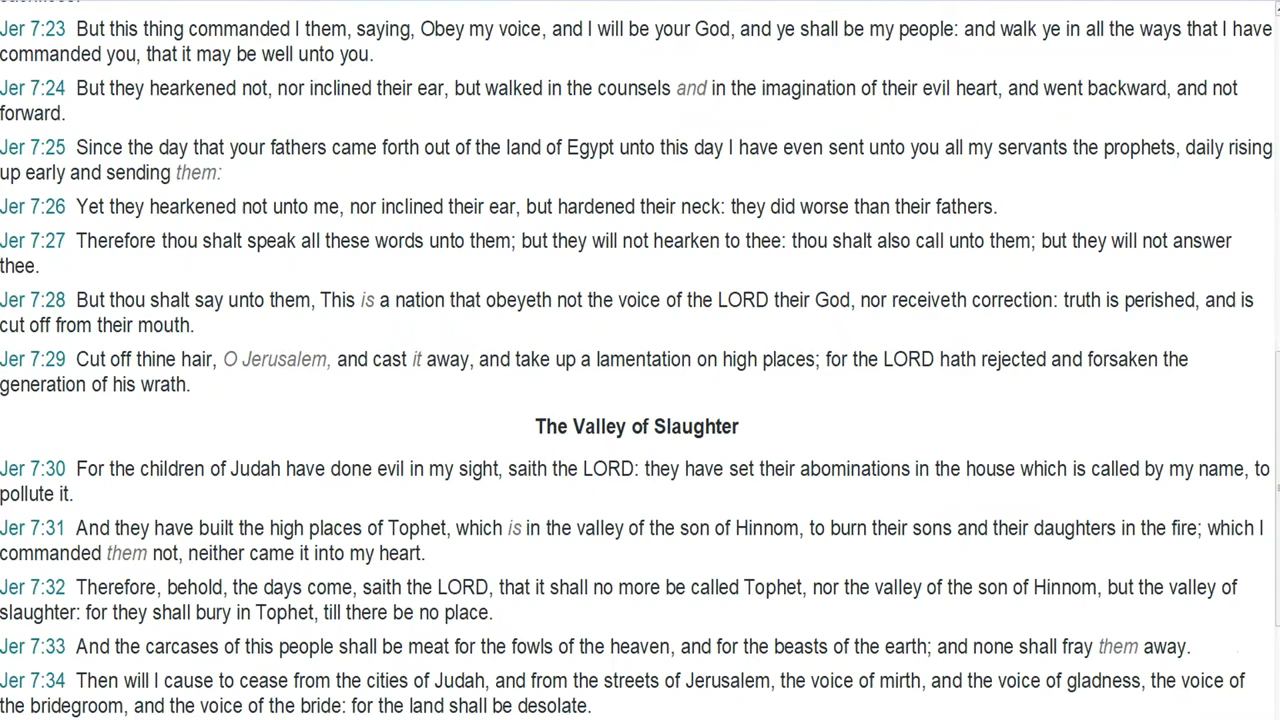 Jer 7:23 But this thing commanded I them, saying, Obey my voice, and I will be your God, and ye shall be my people: and walk ye in all the ways that I have
commanded you, that it may be well unto you.
Jer 7:24 But they hearkened not, nor inclined their ear, but walked in the counsels and in the imagination of their evil heart, and went backward, and not
forward.
Jer 7:25 Since the day that your fathers came forth out of the land of Egypt unto this day I have even sent unto you all my servants the prophets, daily rising
up early and sending them:
Jer 7:26 Yet they hearkened not unto me, nor inclined their ear, but hardened their neck: they did worse than their fathers.
Jer 7:27 Therefore thou shalt speak all these words unto them; but they will not hearken to thee: thou shalt also call unto them; but they will not answer
thee.
Jer 7:28 But thou shalt say unto them, This is a nation that obeyeth not the voice of the LORD their God, nor receiveth correction: truth is perished, and is
cut off from their mouth.
Jer 7:29 Cut off thine hair, O Jerusalem, and cast it away, and take up a lamentation on high places; for the LORD hath rejected and forsaken the
generation of his wrath.
The Valley of Slaughter
Jer 7:30 For the children of Judah have done evil in my sight, saith the LORD: they have set their abominations in the house which is called by my name, to
pollute it.
Jer 7:31 And they have built the high places of Tophet, which is in the valley of the son of Hinnom, to burn their sons and their daughters in the fire; which I
commanded them not, neither came it into my heart.
Jer 7:32 Therefore, behold, the days come, saith the LORD, that it shall no more be called Tophet, nor the valley of the son of Hinnom, but the valley of
slaughter: for they shall bury in Tophet, till there be no place.
Jer 7:33 And the carcases of this people shall be meat for the fowls of the heaven, and for the beasts of the earth; and none shall fray them away.
Jer 7:34 Then will I cause to cease from the cities of Judah, and from the streets of Jerusalem, the voice of mirth, and the voice of gladness, the voice of
the bridegroom, and the voice of the bride: for the land shall be desolate.